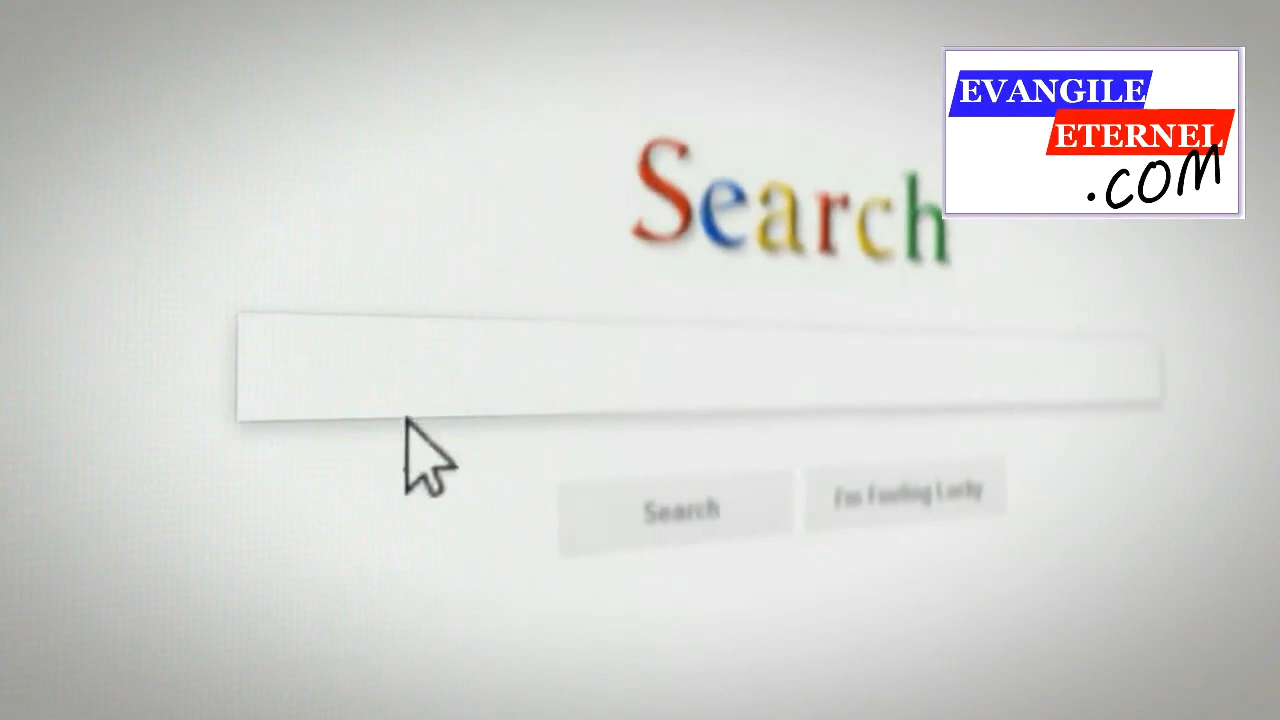 EVANGILE
ETERNEL
.COM
Search
Search
I'm Feeling Lucky